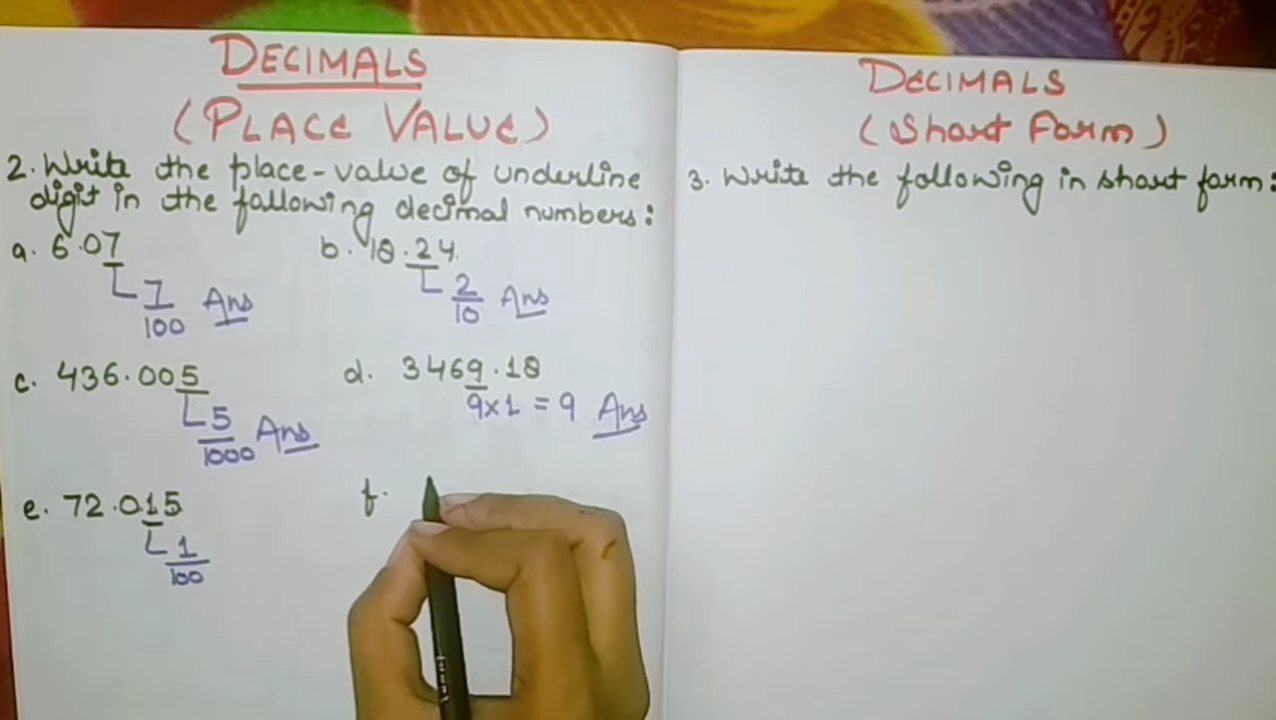 DECIMALS
(PLACE VALUE)
2. Write the place-value of underline
digit in the following decimal numbers:
a. 6.07
7/100 Ans
b. 18.24
2/10 Ans
c. 436.005
5/1000 Ans
d. 3469.18
9x1 = 9 Ans
e. 72.015
1/100
f.
DECIMALS
(Short Form)
3. Write the following in short form: